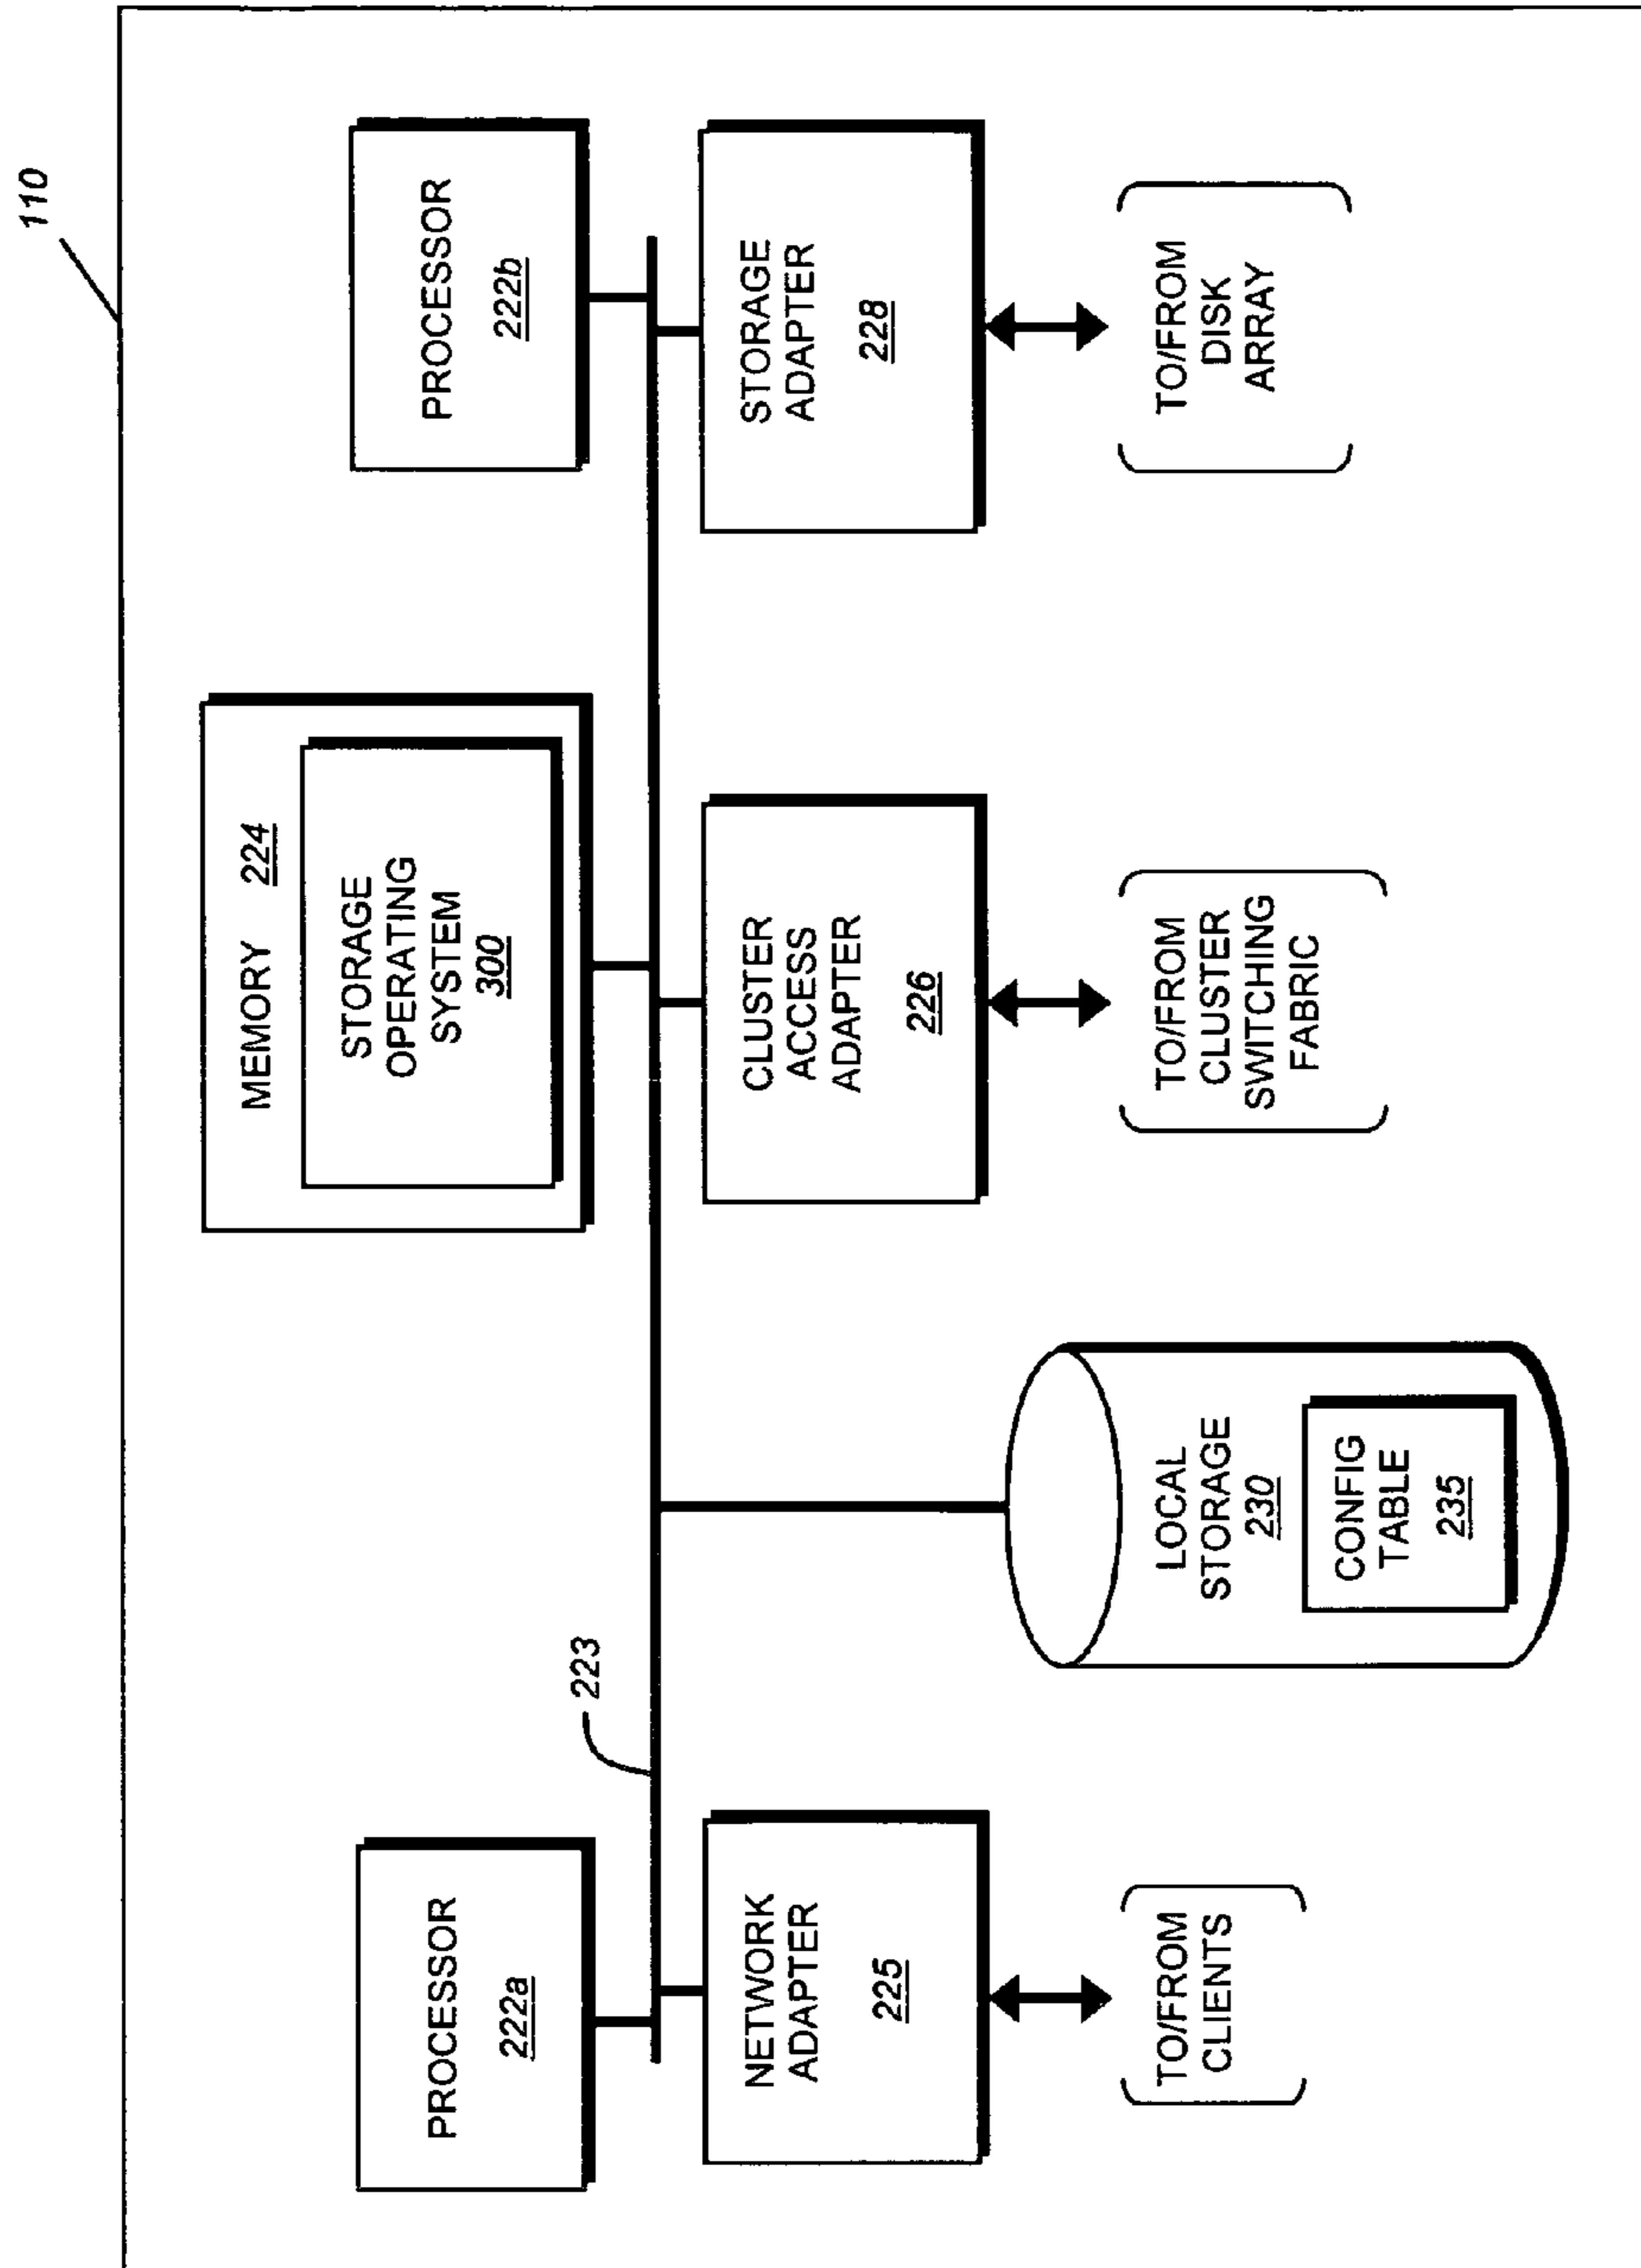 110
PROCESSOR
222a
MEMORY 224
STORAGE
OPERATING
SYSTEM
300
PROCESSOR
222b
223
NETWORK
ADAPTER
225
CLUSTER
ACCESS
ADAPTER
226
STORAGE
ADAPTER
228
LOCAL
STORAGE
230
CONFIG
TABLE
235
TO/FROM
CLIENTS
TO/FROM
CLUSTER
SWITCHING
FABRIC
TO/FROM
DISK
ARRAY